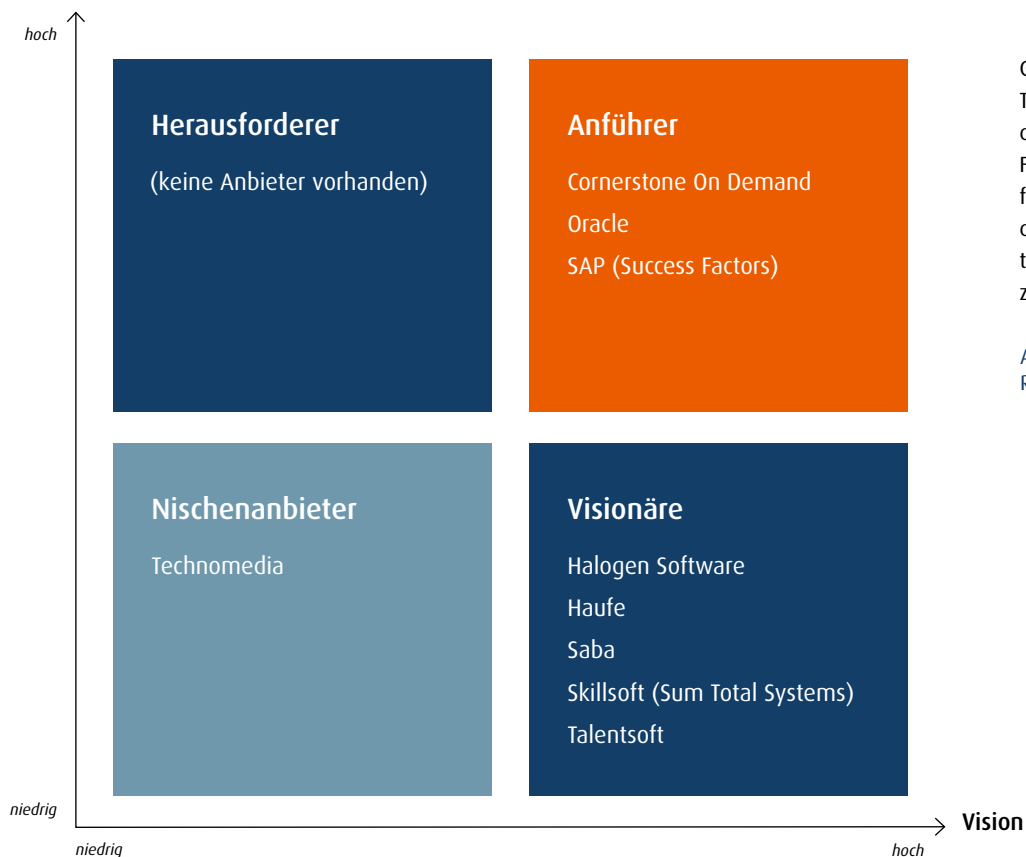 hoch
Herausforderer
(keine Anbieter vorhanden)
Anführer
Cornerstone On Demand
Oracle
SAP (Success Factors)
Nischenanbieter
Technomedia
Visionäre
Halogen Software
Haufe
Saba
Skillsoft (Sum Total Systems)
Talentsoft
niedrig
Vision
niedrig
hoch